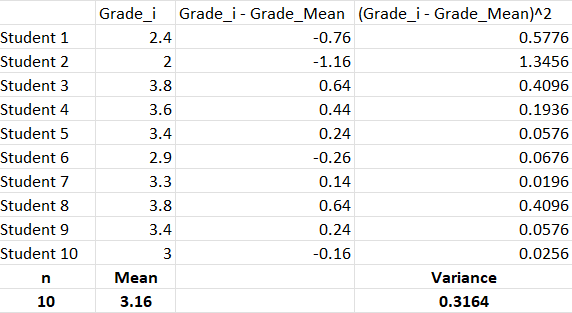 Grade_i Grade_i - Grade_Mean (Grade_i - Grade_Mean)^2
Student 1 2.4 -0.76 0.5776
Student 2 2 -1.16 1.3456
Student 3 3.8 0.64 0.4096
Student 4 3.6 0.44 0.1936
Student 5 3.4 0.24 0.0576
Student 6 2.9 -0.26 0.0676
Student 7 3.3 0.14 0.0196
Student 8 3.8 0.64 0.4096
Student 9 3.4 0.24 0.0576
Student 10 3 -0.16 0.0256
n Mean Variance
10 3.16 0.3164